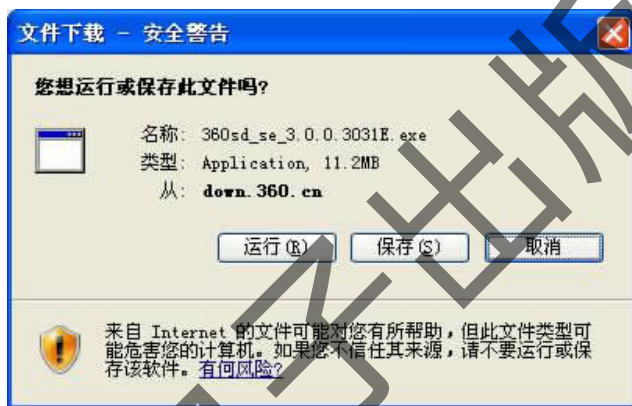 文件下载 - 安全警告
您想运行或保存此文件吗?
名称: 360sd_se_3.0.0.3031E.exe
类型: Application, 11.2MB
从: down.360.cn
运行(R) 保存(S) 取消
来自 Internet 的文件可能对您有所帮助，但此文件类型可
能危害您的计算机。如果您不信任其来源，请不要运行或保
存该软件。有何风险?
子出版